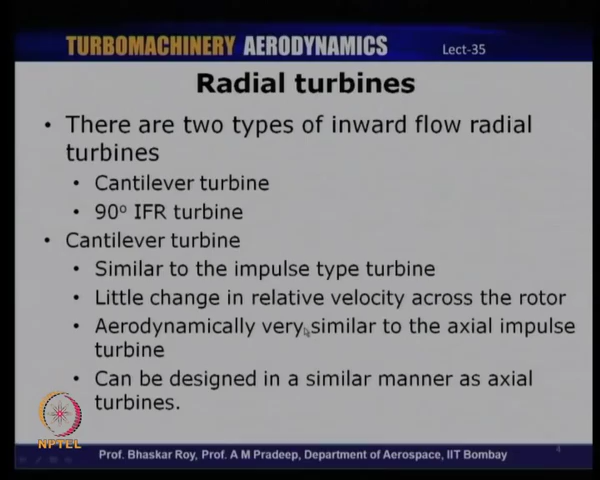 TURBOMACHINERY AERODYNAMICS Lect-35
Radial turbines
• There are two types of inward flow radial
turbines
• Cantilever turbine
• 90º IFR turbine
• Cantilever turbine
• Similar to the impulse type turbine
• Little change in relative velocity across the rotor
• Aerodynamically very similar to the axial impulse
turbine
• Can be designed in a similar manner as axial
turbines.
NPTEL
Prof. Bhaskar Roy, Prof. A M Pradeep, Department of Aerospace, IIT Bombay
4